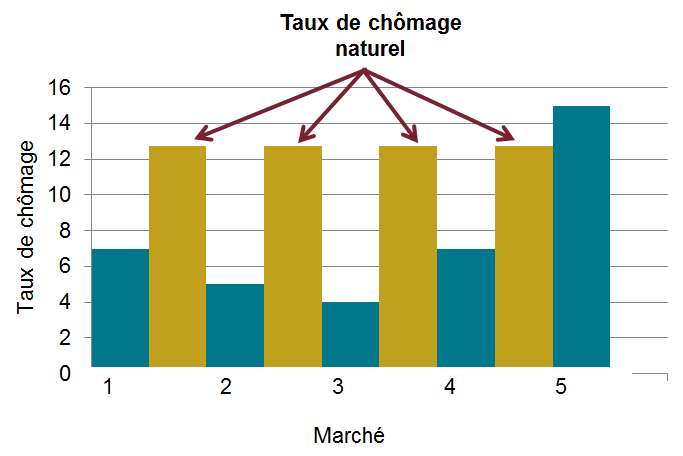 Taux de chômage
naturel
Taux de chômage
16
14
12
10
8
6
4
2
0
1 2 3 4 5
Marché